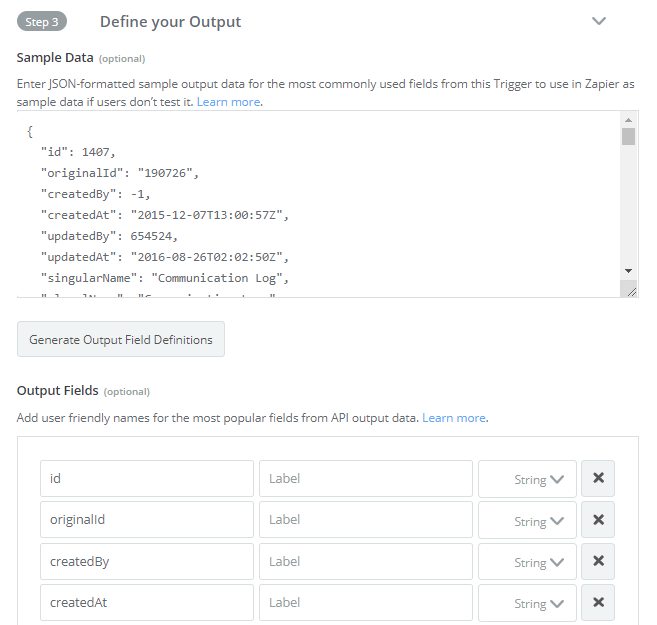 Step 3 Define your Output
Sample Data (optional)
Enter JSON-formatted sample output data for the most commonly used fields from this Trigger to use in Zapier as
sample data if users don't test it. Learn more.
{
"id": 1407,
"originalId": "190726",
"createdBy": -1,
"createdAt": "2015-12-07T13:00:57Z",
"updatedBy": 654524,
"updatedAt": "2016-08-26T02:02:50Z",
"singularName": "Communication Log",
Generate Output Field Definitions
Output Fields (optional)
Add user friendly names for the most popular fields from API output data. Learn more.
id Label String
originalId Label String
createdBy Label String
createdAt Label String